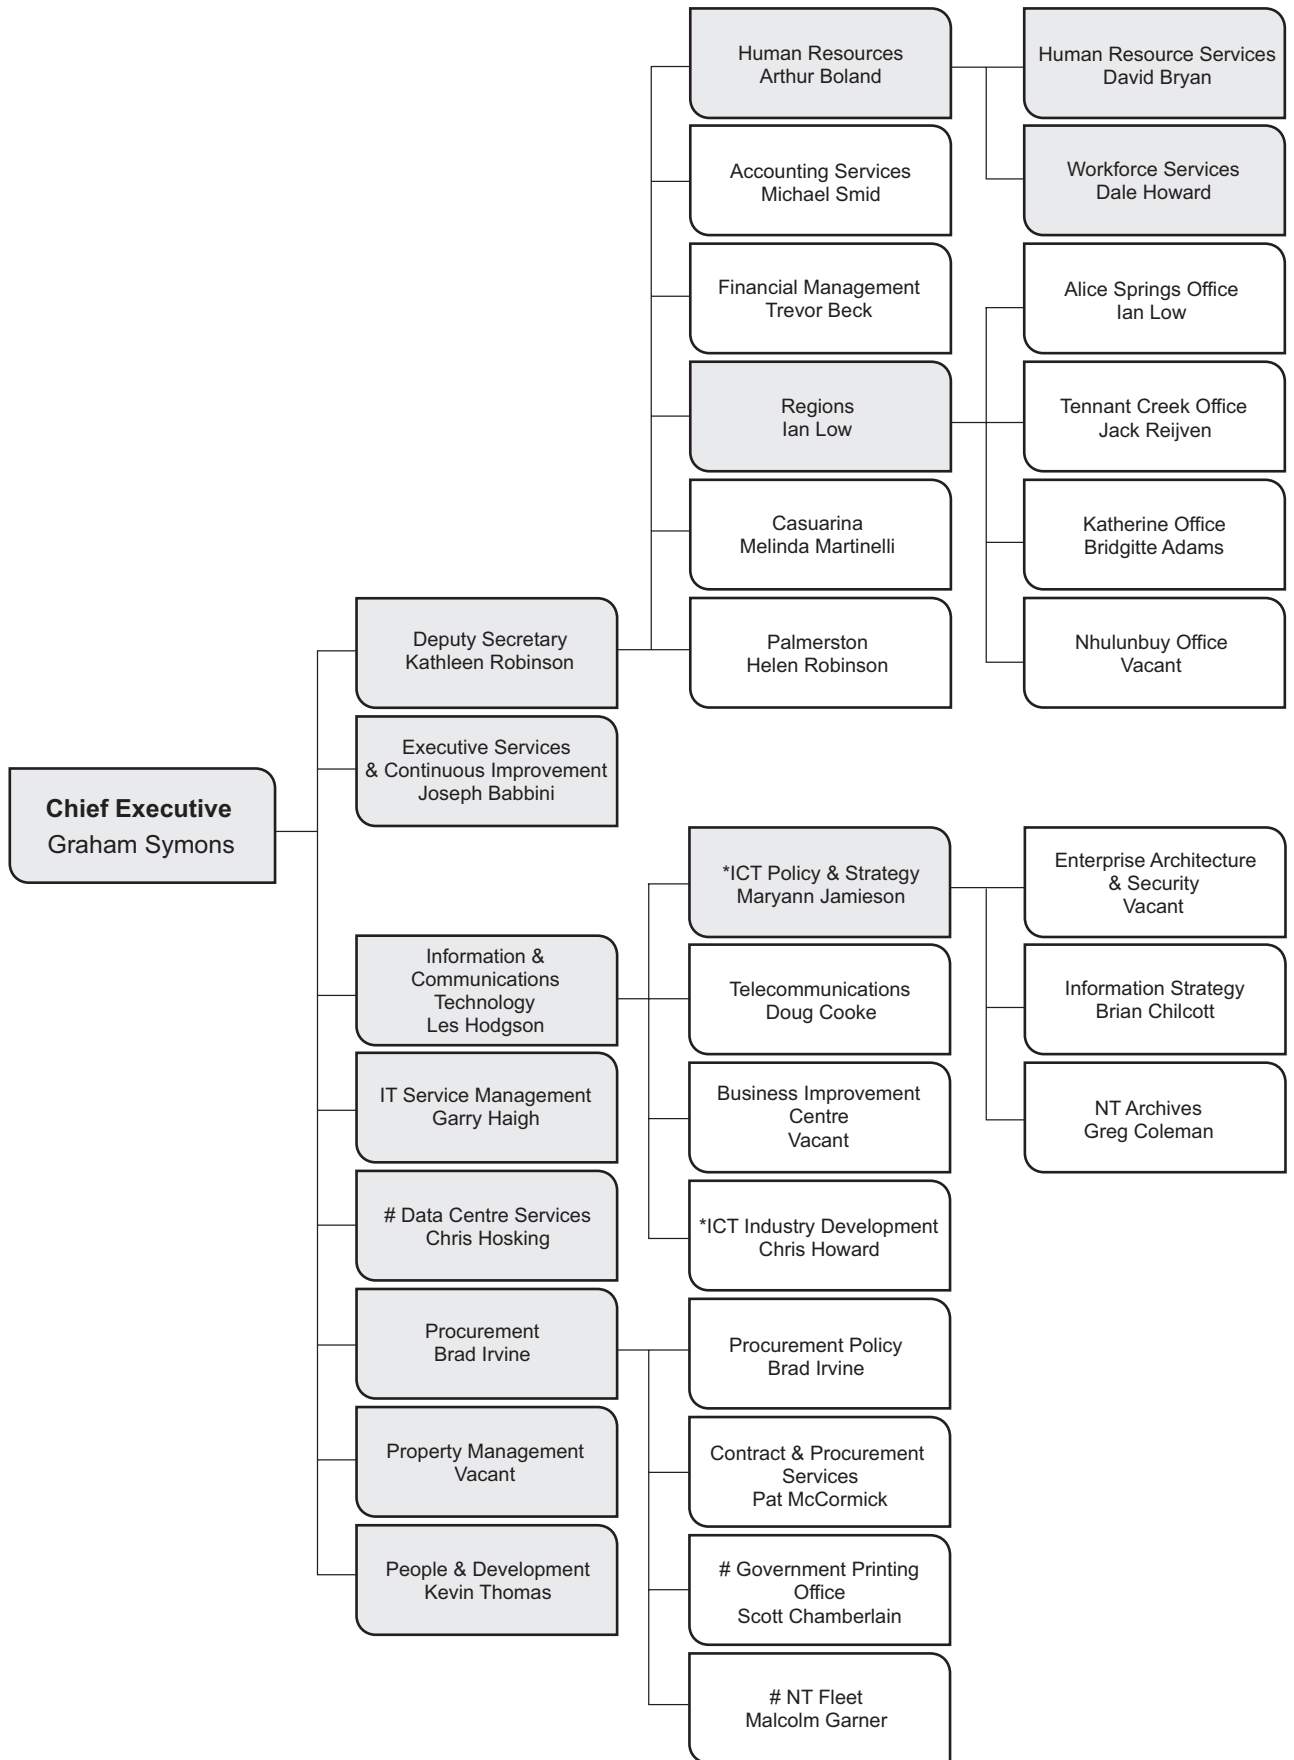 Human Resources
Arthur Boland
Human Resource Services
David Bryan
Accounting Services
Michael Smid
Workforce Services
Dale Howard
Financial Management
Trevor Beck
Alice Springs Office
Ian Low
Regions
Ian Low
Tennant Creek Office
Jack Reijven
Casuarina
Melinda Martinelli
Katherine Office
Bridgitte Adams
Deputy Secretary
Kathleen Robinson
Palmerston
Helen Robinson
Nhulunbuy Office
Vacant
Executive Services
& Continuous Improvement
Joseph Babbini
Chief Executive
Graham Symons
*ICT Policy & Strategy
Maryann Jamieson
Enterprise Architecture
& Security
Vacant
Information &
Communications
Technology
Les Hodgson
Telecommunications
Doug Cooke
Information Strategy
Brian Chilcott
IT Service Management
Garry Haigh
Business Improvement
Centre
Vacant
NT Archives
Greg Coleman
# Data Centre Services
Chris Hosking
*ICT Industry Development
Chris Howard
Procurement
Brad Irvine
Procurement Policy
Brad Irvine
Property Management
Vacant
Contract & Procurement
Services
Pat McCormick
People & Development
Kevin Thomas
# Government Printing
Office
Scott Chamberlain
# NT Fleet
Malcolm Garner